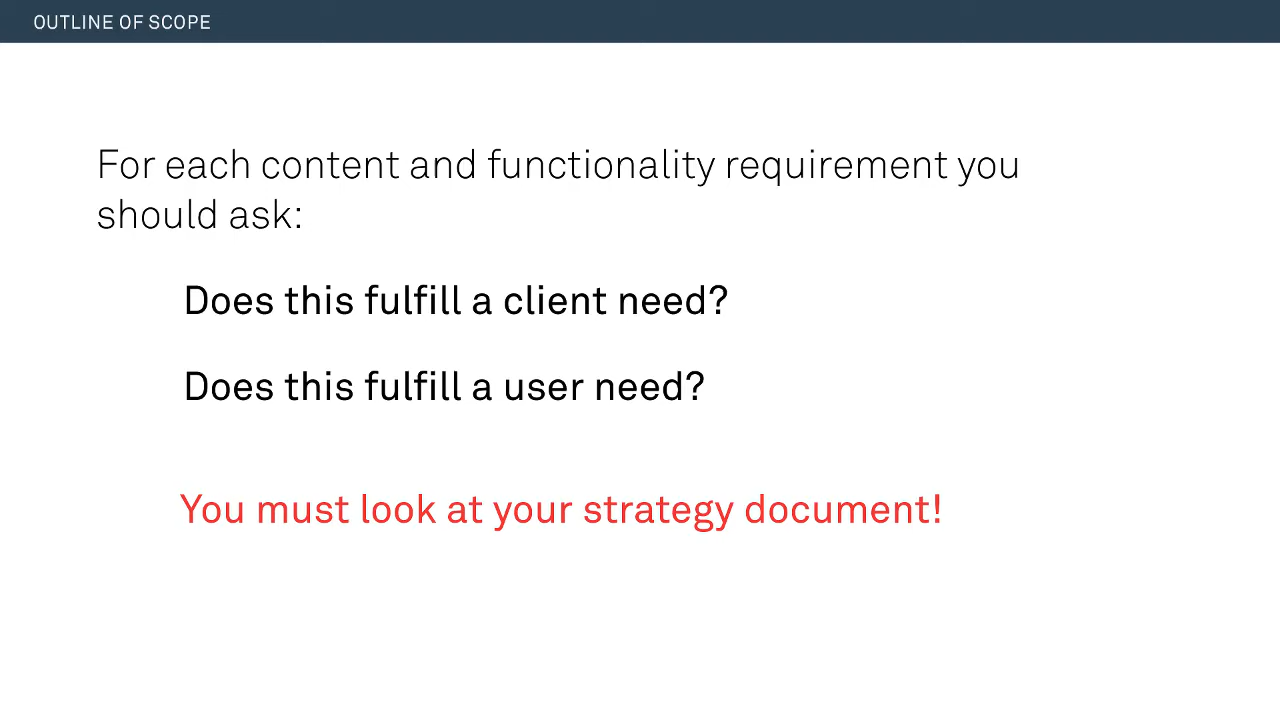 OUTLINE OF SCOPE
For each content and functionality requirement you
should ask:
Does this fulfill a client need?
Does this fulfill a user need?
You must look at your strategy document!